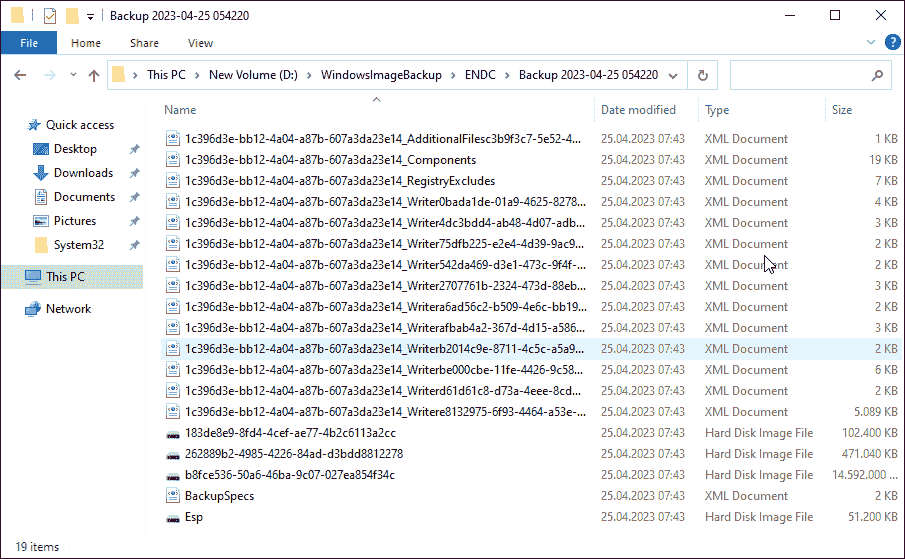 Backup 2023-04-25 054220
File Home Share View
This PC New Volume (D:) WindowsImageBackup ENDC Backup 2023-04-25 054220
Name Date modified Type Size
Quick access
Desktop
Downloads
Documents
Pictures
System32
This PC
Network
1c396d3e-bb12-4a04-a87b-607a3da23e14_AdditionalFilesc3b9f3c7-5e52-4... 25.04.2023 07:43 XML Document 1 KB
1c396d3e-bb12-4a04-a87b-607a3da23e14_Components 25.04.2023 07:43 XML Document 19 KB
1c396d3e-bb12-4a04-a87b-607a3da23e14_RegistryExcludes 25.04.2023 07:43 XML Document 7 KB
1c396d3e-bb12-4a04-a87b-607a3da23e14_Writer0bada1de-01a9-4625-8278... 25.04.2023 07:43 XML Document 4 KB
1c396d3e-bb12-4a04-a87b-607a3da23e14_Writer4dc3bdd4-ab48-4d07-adb... 25.04.2023 07:43 XML Document 3 KB
1c396d3e-bb12-4a04-a87b-607a3da23e14_Writer75dfb225-e2e4-4d39-9ac9... 25.04.2023 07:43 XML Document 2 KB
1c396d3e-bb12-4a04-a87b-607a3da23e14_Writer542da469-d3e1-473c-9f4f-... 25.04.2023 07:43 XML Document 2 KB
1c396d3e-bb12-4a04-a87b-607a3da23e14_Writer2707761b-2324-473d-88eb... 25.04.2023 07:43 XML Document 3 KB
1c396d3e-bb12-4a04-a87b-607a3da23e14_Writera6ad56c2-b509-4e6c-bb19... 25.04.2023 07:43 XML Document 2 KB
1c396d3e-bb12-4a04-a87b-607a3da23e14_Writerafbab4a2-367d-4d15-a586... 25.04.2023 07:43 XML Document 3 KB
1c396d3e-bb12-4a04-a87b-607a3da23e14_Writerb2014c9e-8711-4c5c-a5a9... 25.04.2023 07:43 XML Document 2 KB
1c396d3e-bb12-4a04-a87b-607a3da23e14_Writerbe000cbe-11fe-4426-9c58... 25.04.2023 07:43 XML Document 6 KB
1c396d3e-bb12-4a04-a87b-607a3da23e14_Writerd61d61c8-d73a-4eee-8cd... 25.04.2023 07:43 XML Document 2 KB
1c396d3e-bb12-4a04-a87b-607a3da23e14_Writere8132975-6f93-4464-a53e-... 25.04.2023 07:43 XML Document 5.089 KB
183de8e9-8fd4-4cef-ae77-4b2c6113a2cc 25.04.2023 07:43 Hard Disk Image File 102.400 KB
262889b2-4985-4226-84ad-d3bdd8812278 25.04.2023 07:43 Hard Disk Image File 471.040 KB
b8fce536-50a6-46ba-9c07-027ea854f34c 25.04.2023 07:43 Hard Disk Image File 14.592.000 ...
BackupSpecs 25.04.2023 07:43 XML Document 2 KB
Esp 25.04.2023 07:43 Hard Disk Image File 51.200 KB
19 items